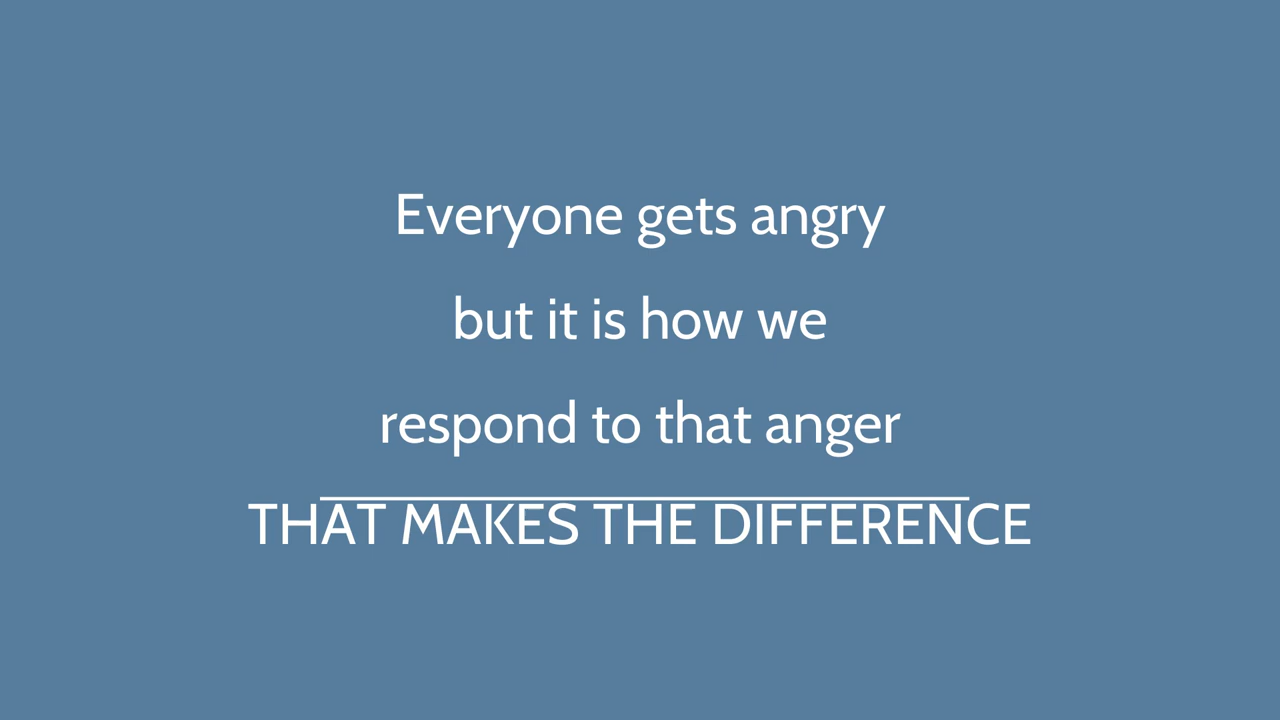 Everyone gets angry
but it is how we
respond to that anger
THAT MAKES THE DIFFERENCE